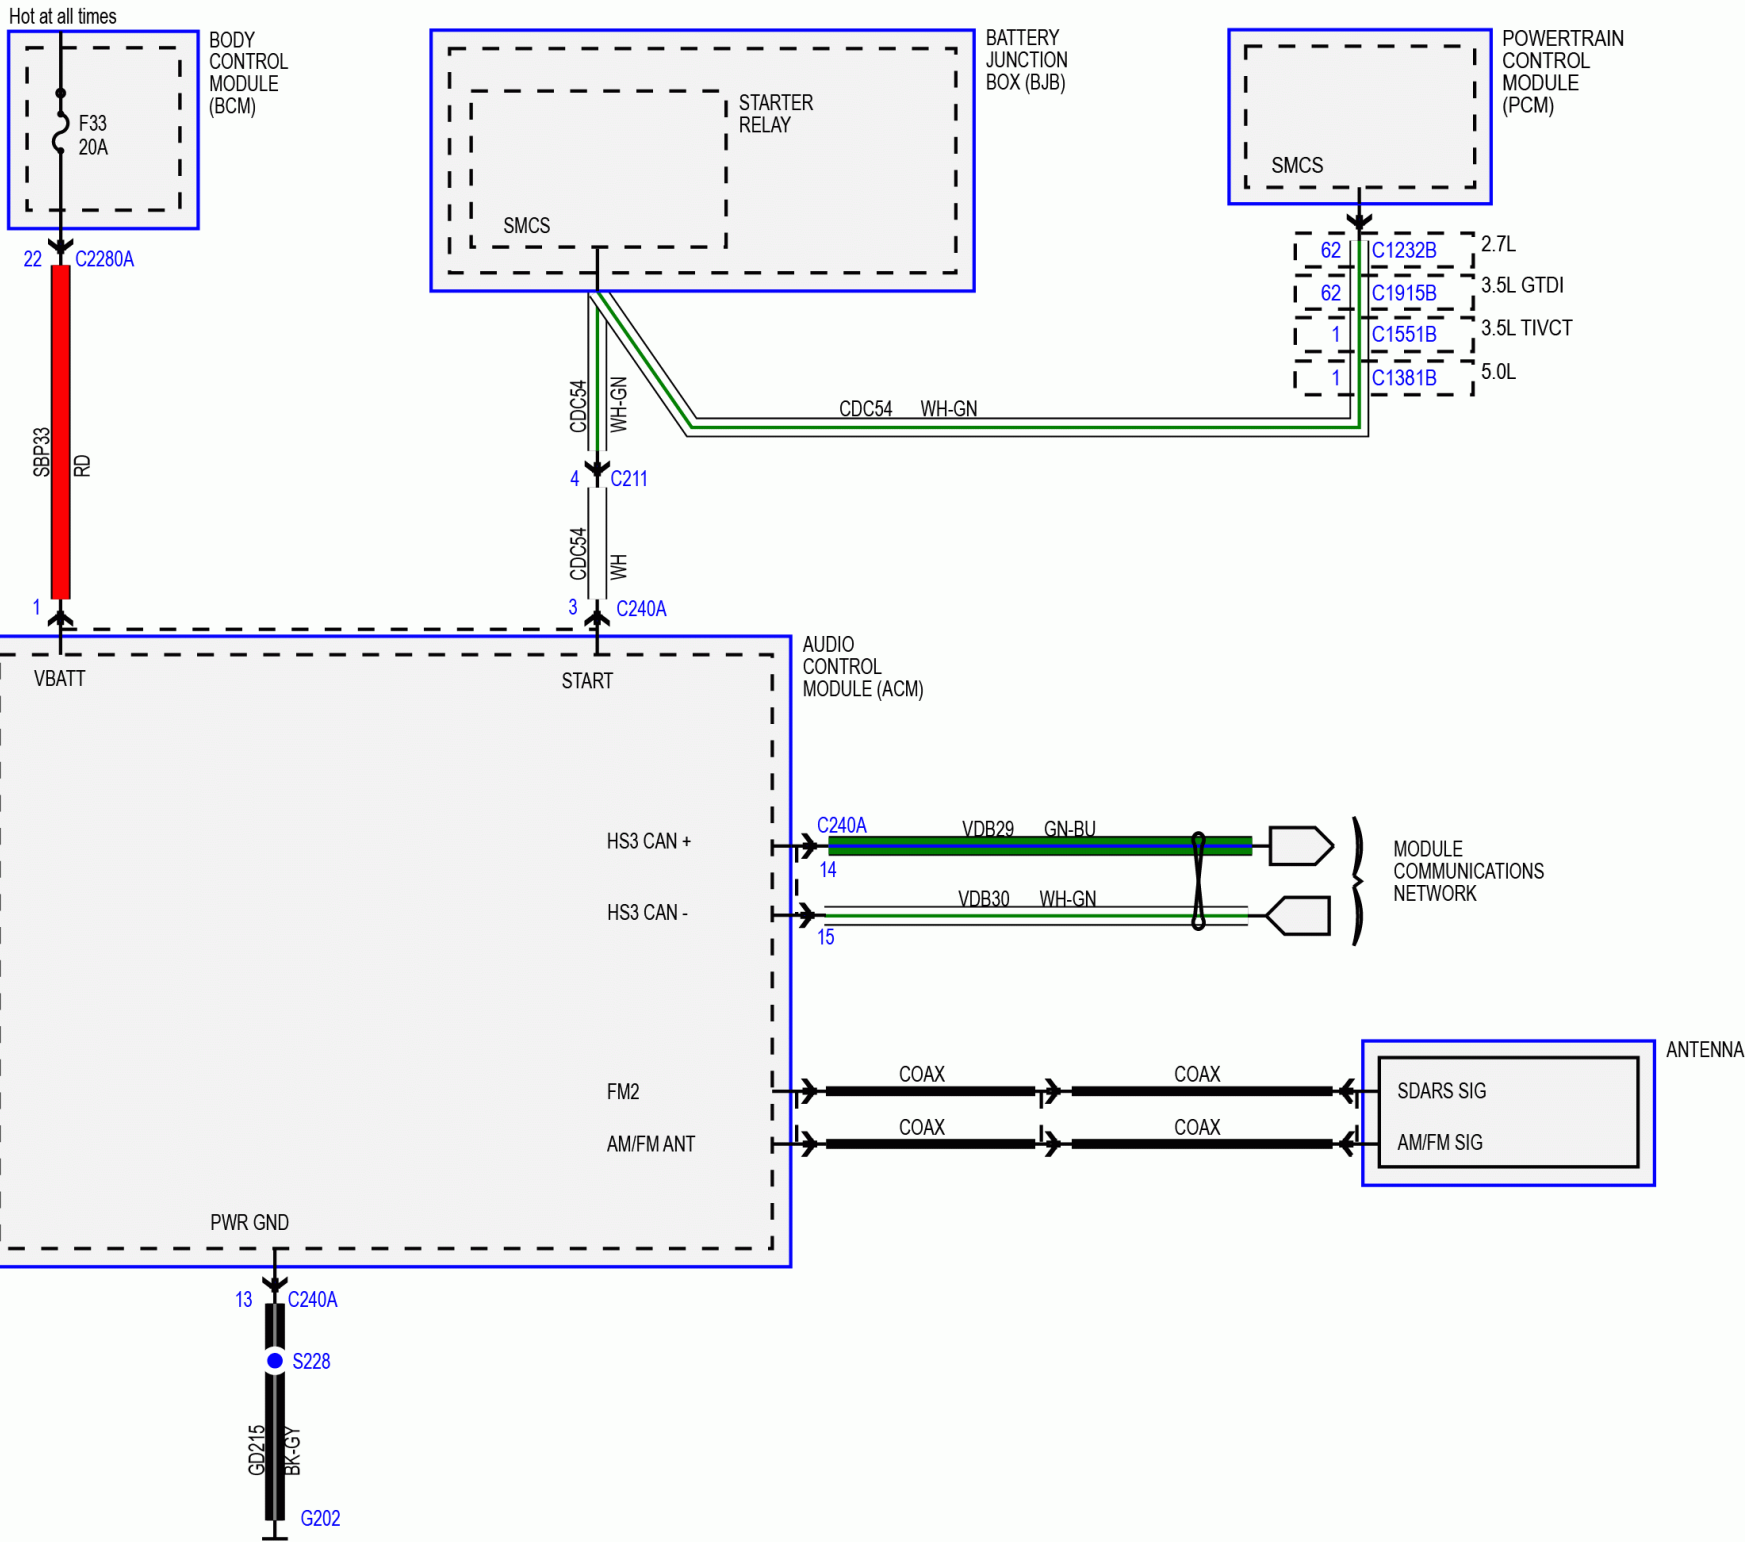 Hot at all times
BODY
CONTROL
MODULE
(BCM)
F33
20A
22
C2280A
SBP33
RD
1
BATTERY
JUNCTION
BOX (BJB)
STARTER
RELAY
SMCS
CDC54
WH-GN
4
C211
CDC54
WH
3
C240A
CDC54
WH-GN
POWERTRAIN
CONTROL
MODULE
(PCM)
SMCS
62
C1232B
2.7L
62
C1915B
3.5L GTDI
1
C1551B
3.5L TIVCT
1
C1381B
5.0L
AUDIO
CONTROL
MODULE (ACM)
VBATT
START
HS3 CAN +
C240A
14
VDB29
GN-BU
HS3 CAN -
15
VDB30
WH-GN
MODULE
COMMUNICATIONS
NETWORK
FM2
COAX
COAX
SDARS SIG
ANTENNA
AM/FM ANT
COAX
COAX
AM/FM SIG
PWR GND
13
C240A
S228
GD215
BK-GY
G202